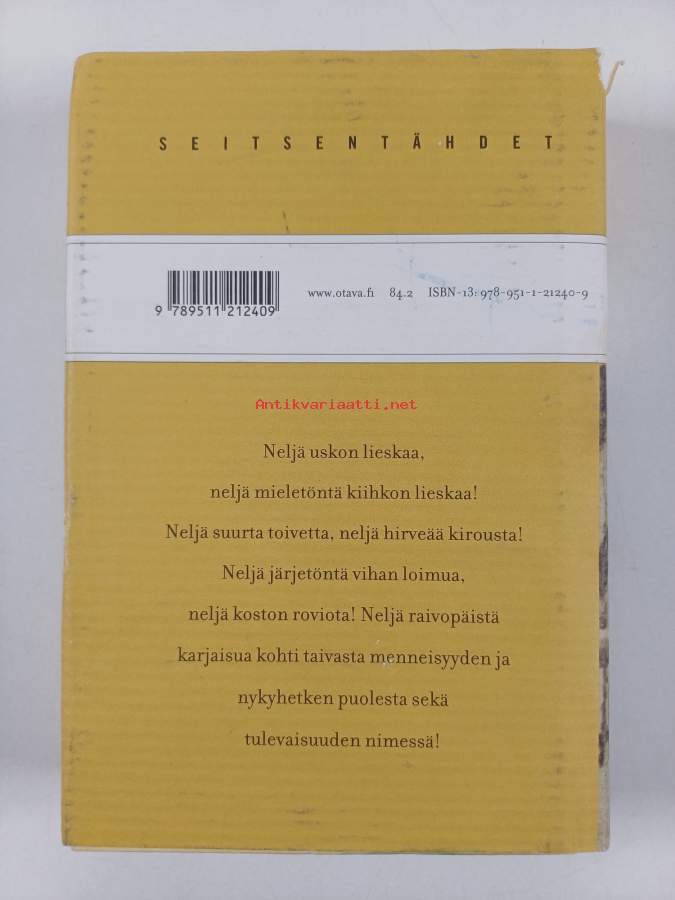 SEITSENTÄHDET
9 789511 212409
www.otava.fi 84.2 ISBN-13: 978-951-1-21240-9
Antikvariaatti.net
Neljä uskon lieskaa,
neljä mieletöntä kiihkon lieskaa!
Neljä suurta toivetta, neljä hirveää kirousta!
Neljä järjetöntä vihan loimua,
neljä koston roviota! Neljä raivopäistä
karjaisua kohti taivasta menneisyyden ja
nykyhetken puolesta sekä
tulevaisuuden nimessä!